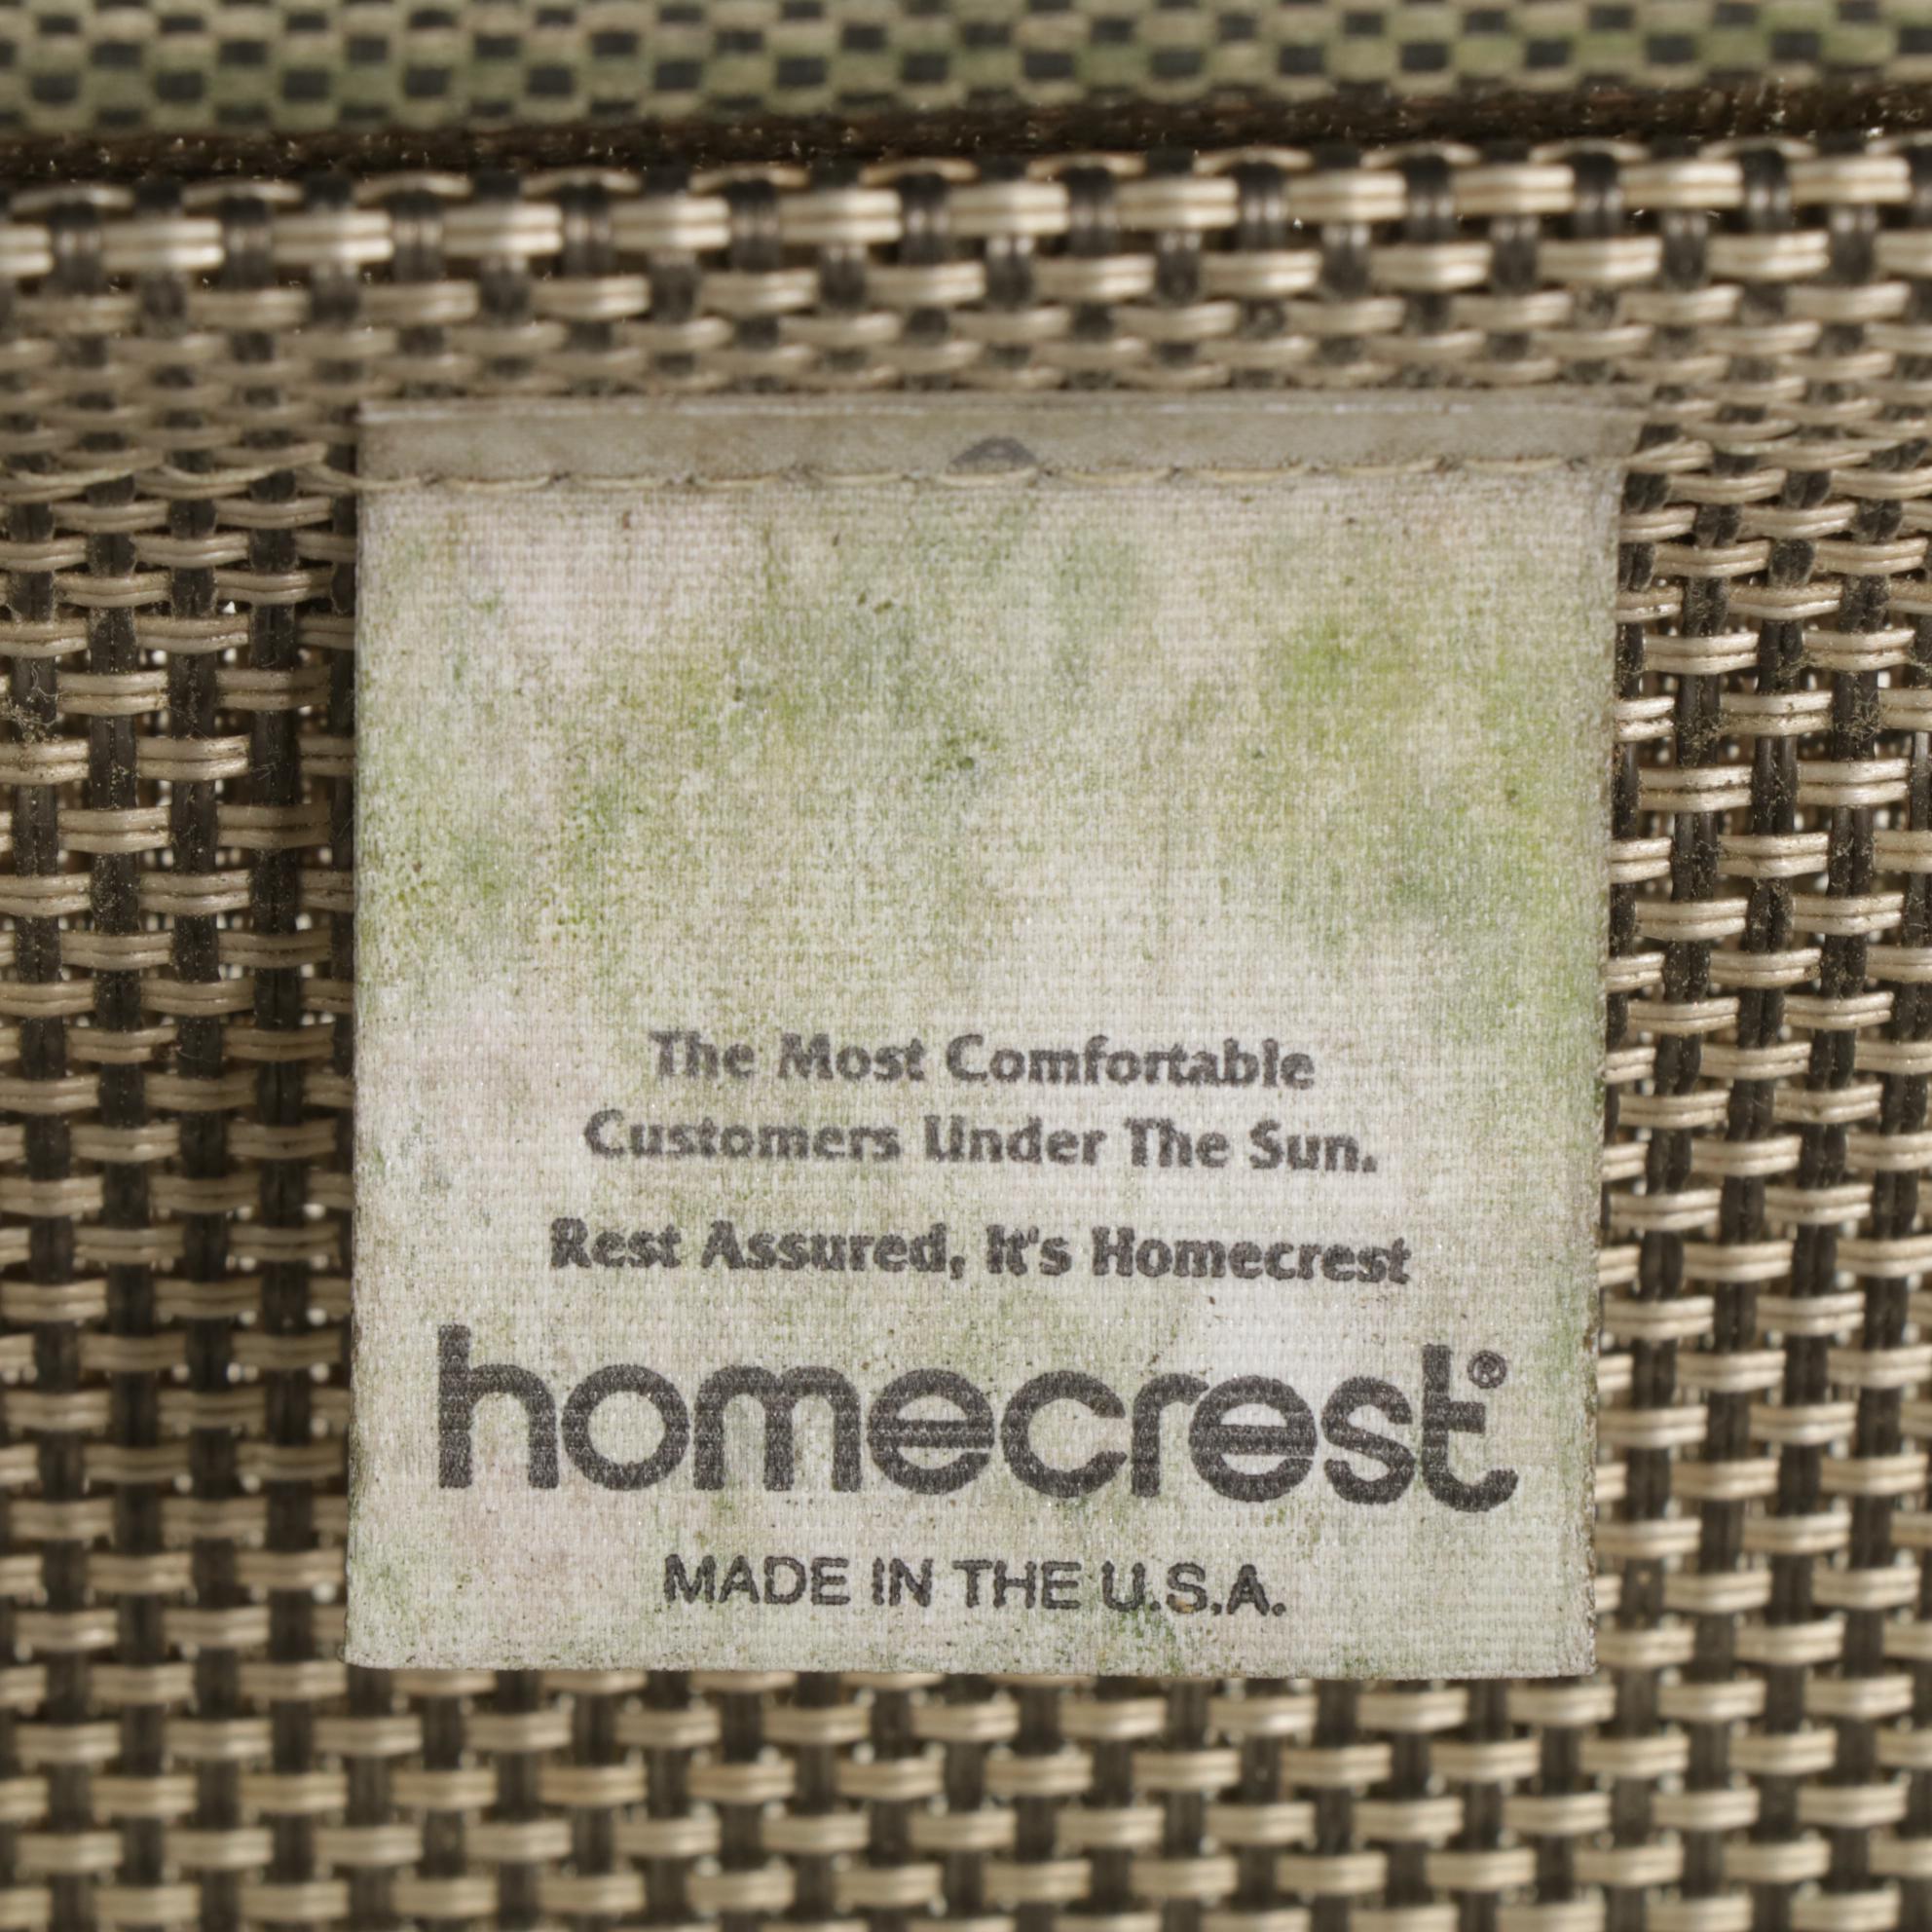 The Most Comfortable
Customers Under The Sun.
Rest Assured, It's Homecrest
homecrest®
MADE IN THE U.S.A.